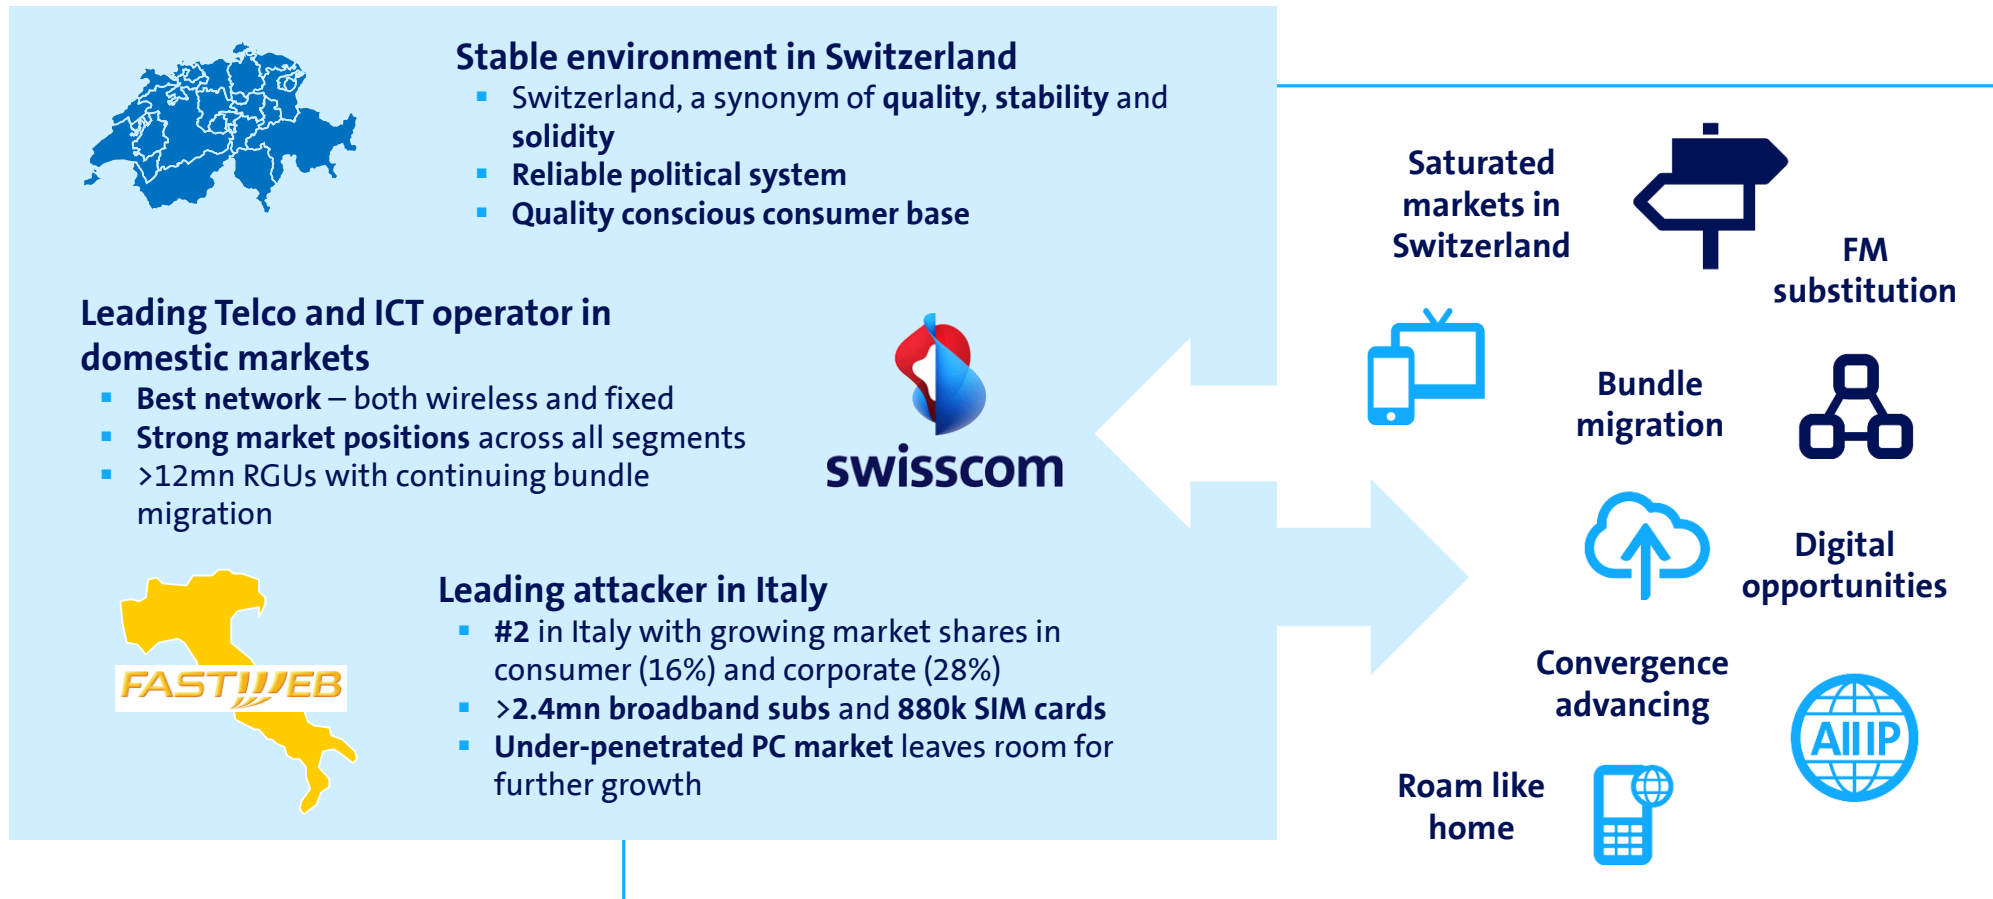 Stable environment in Switzerland
▪ Switzerland, a synonym of quality, stability and
solidity
▪ Reliable political system
▪ Quality conscious consumer base
Leading Telco and ICT operator in
domestic markets
▪ Best network – both wireless and fixed
▪ Strong market positions across all segments
▪ >12mn RGUs with continuing bundle
migration
swisscom
FASTWEB
Leading attacker in Italy
▪ #2 in Italy with growing market shares in
consumer (16%) and corporate (28%)
▪ >2.4mn broadband subs and 880k SIM cards
▪ Under-penetrated PC market leaves room for
further growth
Saturated
markets in
Switzerland
FM
substitution
Bundle
migration
Digital
opportunities
Convergence
advancing
All IP
Roam like
home